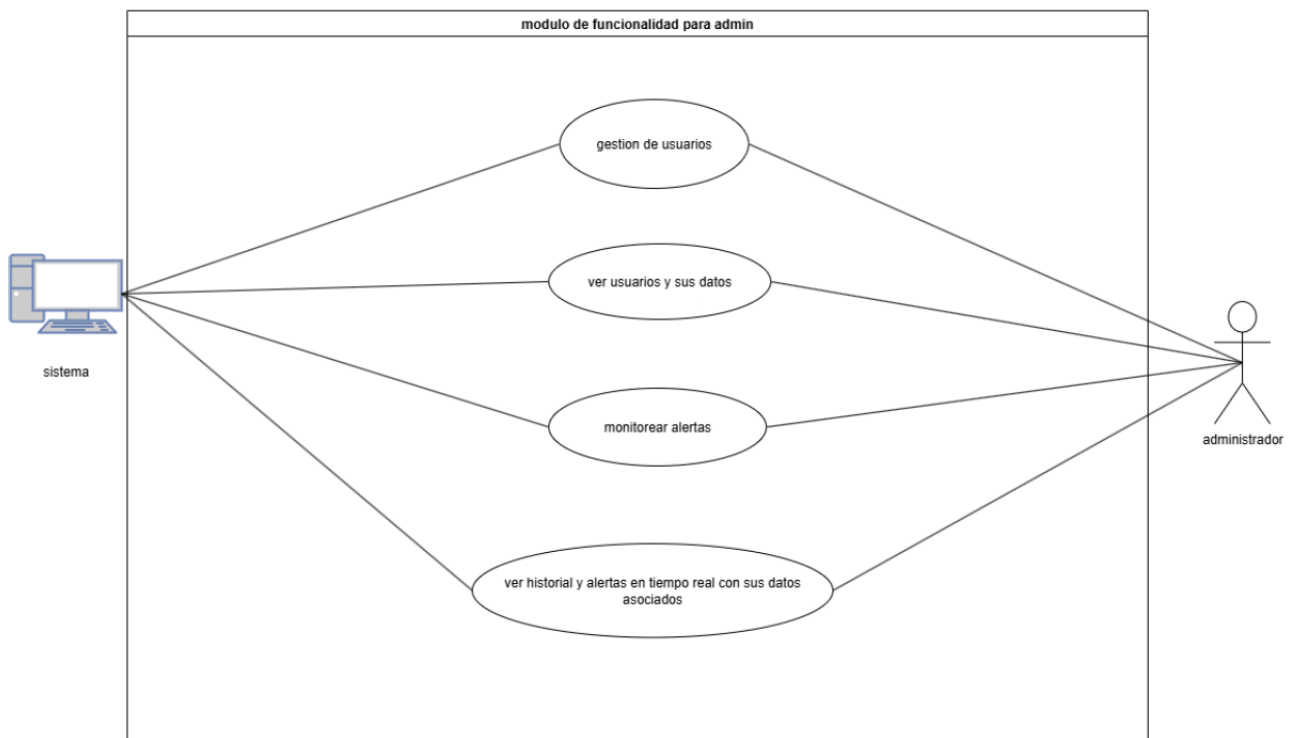 modulo de funcionalidad para admin
gestion de usuarios
ver usuarios y sus datos
sistema
monitorear alertas
administrador
ver historial y alertas en tiempo real con sus datos
asociados